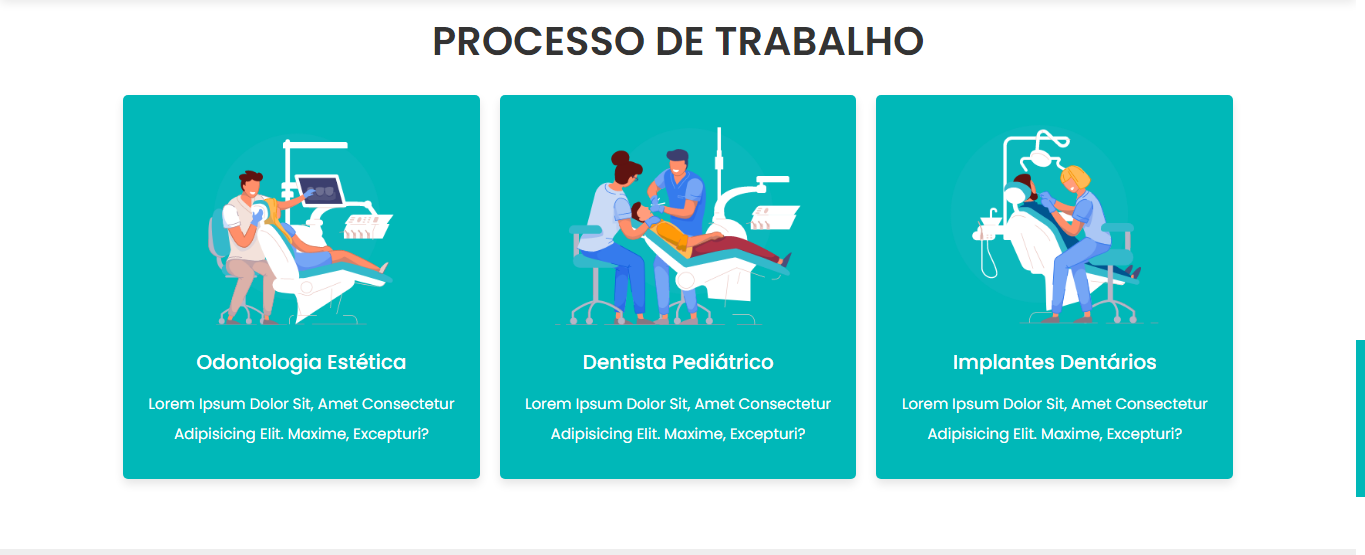 PROCESSO DE TRABALHO
Odontologia Estética
Lorem Ipsum Dolor Sit, Amet Consectetur
Adipisicing Elit. Maxime, Excepturi?
Dentista Pediátrico
Lorem Ipsum Dolor Sit, Amet Consectetur
Adipisicing Elit. Maxime, Excepturi?
Implantes Dentários
Lorem Ipsum Dolor Sit, Amet Consectetur
Adipisicing Elit. Maxime, Excepturi?